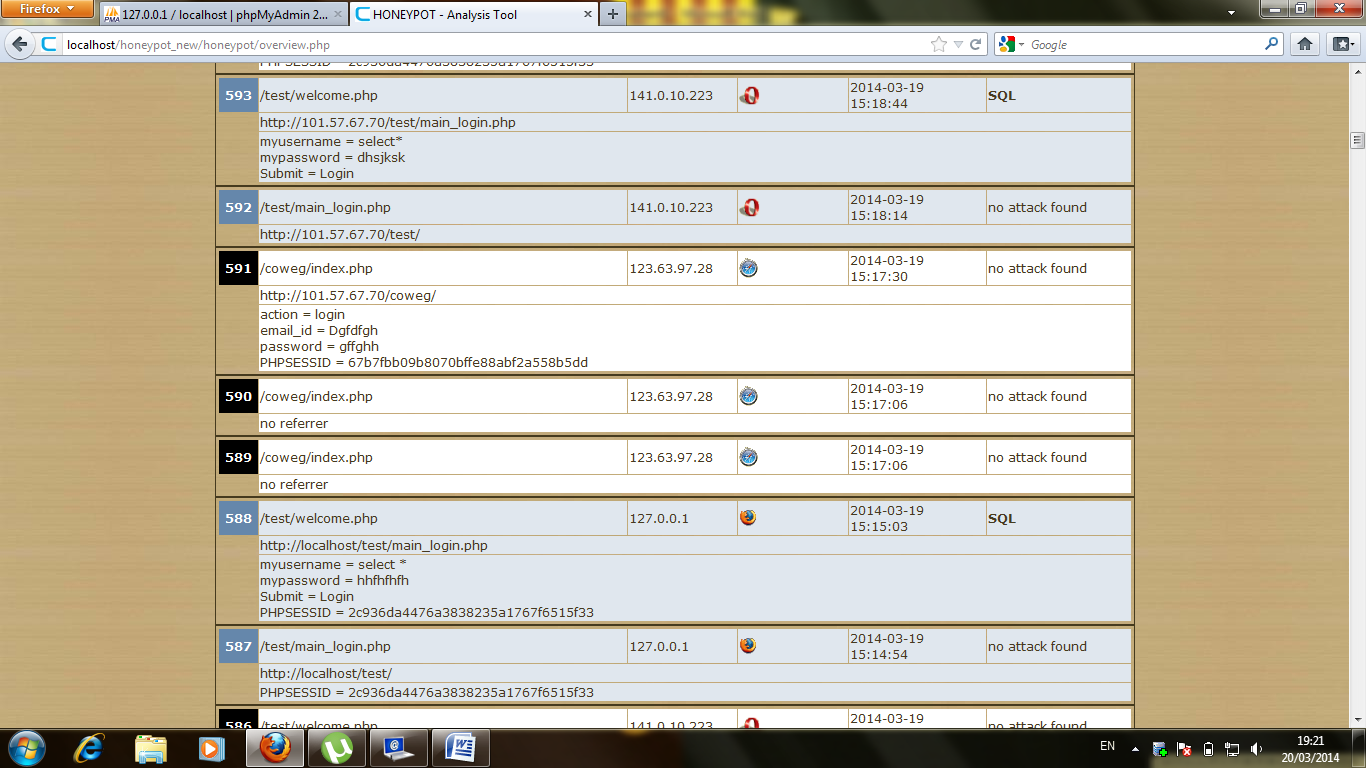 Firefox
127.0.0.1 / localhost | phpMyAdmin 2...
HONEYPOT - Analysis Tool
localhost/honeypot_new/honeypot/overview.php
Google
PHPSESSID = 2c936da4476a3838235a1767f6515f33
593 /test/welcome.php 141.0.10.223 2014-03-19 15:18:44 SQL
http://101.57.67.70/test/main_login.php
myusername = select*
mypassword = dhsjksk
Submit = Login
592 /test/main_login.php 141.0.10.223 2014-03-19 15:18:14 no attack found
http://101.57.67.70/test/
591 /coweg/index.php 123.63.97.28 2014-03-19 15:17:30 no attack found
http://101.57.67.70/coweg/
action = login
email_id = Dgfdfgh
password = gffghh
PHPSESSID = 67b7fbb09b8070bffe88abf2a558b5dd
590 /coweg/index.php 123.63.97.28 2014-03-19 15:17:06 no attack found
no referrer
589 /coweg/index.php 123.63.97.28 2014-03-19 15:17:06 no attack found
no referrer
588 /test/welcome.php 127.0.0.1 2014-03-19 15:15:03 SQL
http://localhost/test/main_login.php
myusername = select *
mypassword = hhfhfhfh
Submit = Login
PHPSESSID = 2c936da4476a3838235a1767f6515f33
587 /test/main_login.php 127.0.0.1 2014-03-19 15:14:54 no attack found
http://localhost/test/
PHPSESSID = 2c936da4476a3838235a1767f6515f33
586 /test/welcome.php 141.0.10.223 2014-03-19 no attack found
EN
19:21
20/03/2014